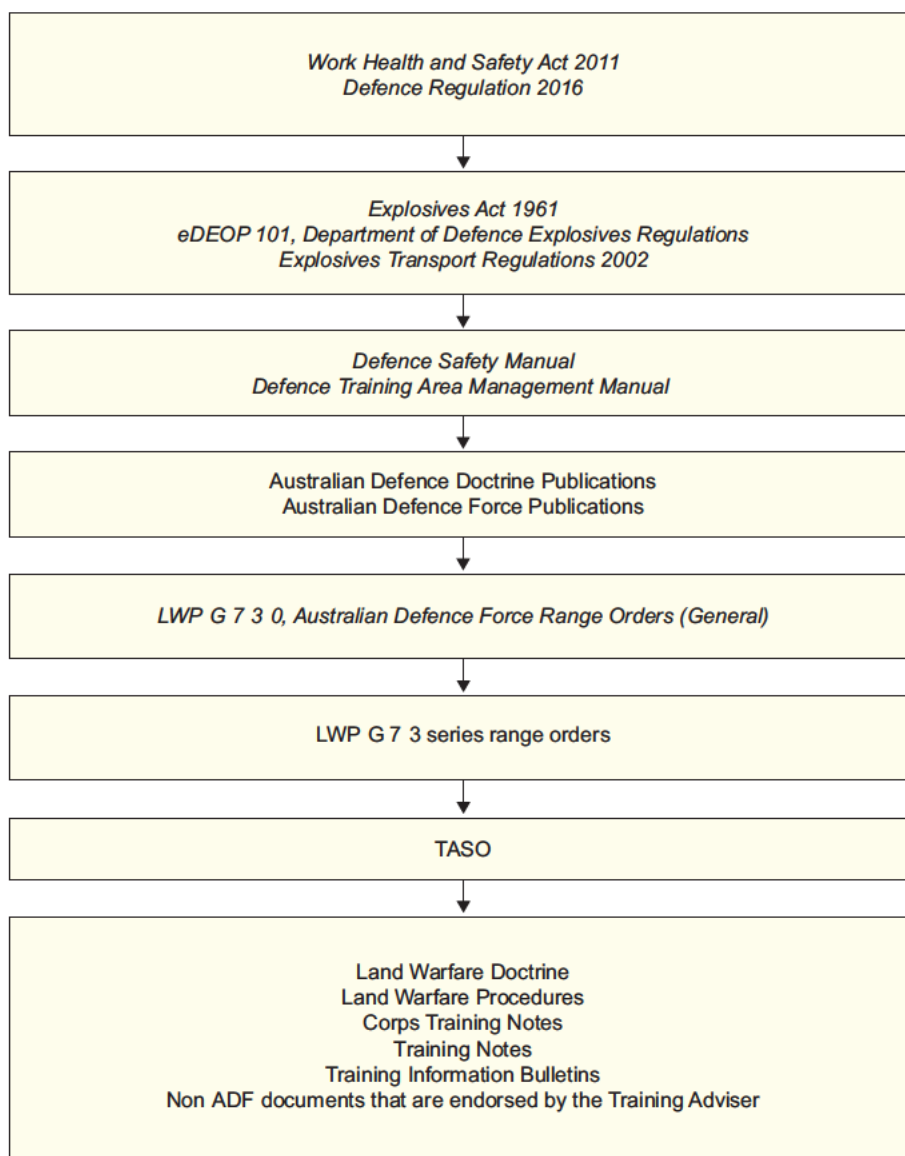 Work Health and Safety Act 2011
Defence Regulation 2016
Explosives Act 1961
eDEOP 101, Department of Defence Explosives Regulations
Explosives Transport Regulations 2002
Defence Safety Manual
Defence Training Area Management Manual
Australian Defence Doctrine Publications
Australian Defence Force Publications
LWP G 7 3 0, Australian Defence Force Range Orders (General)
LWP G 7 3 series range orders
TASO
Land Warfare Doctrine
Land Warfare Procedures
Corps Training Notes
Training Notes
Training Information Bulletins
Non ADF documents that are endorsed by the Training Adviser